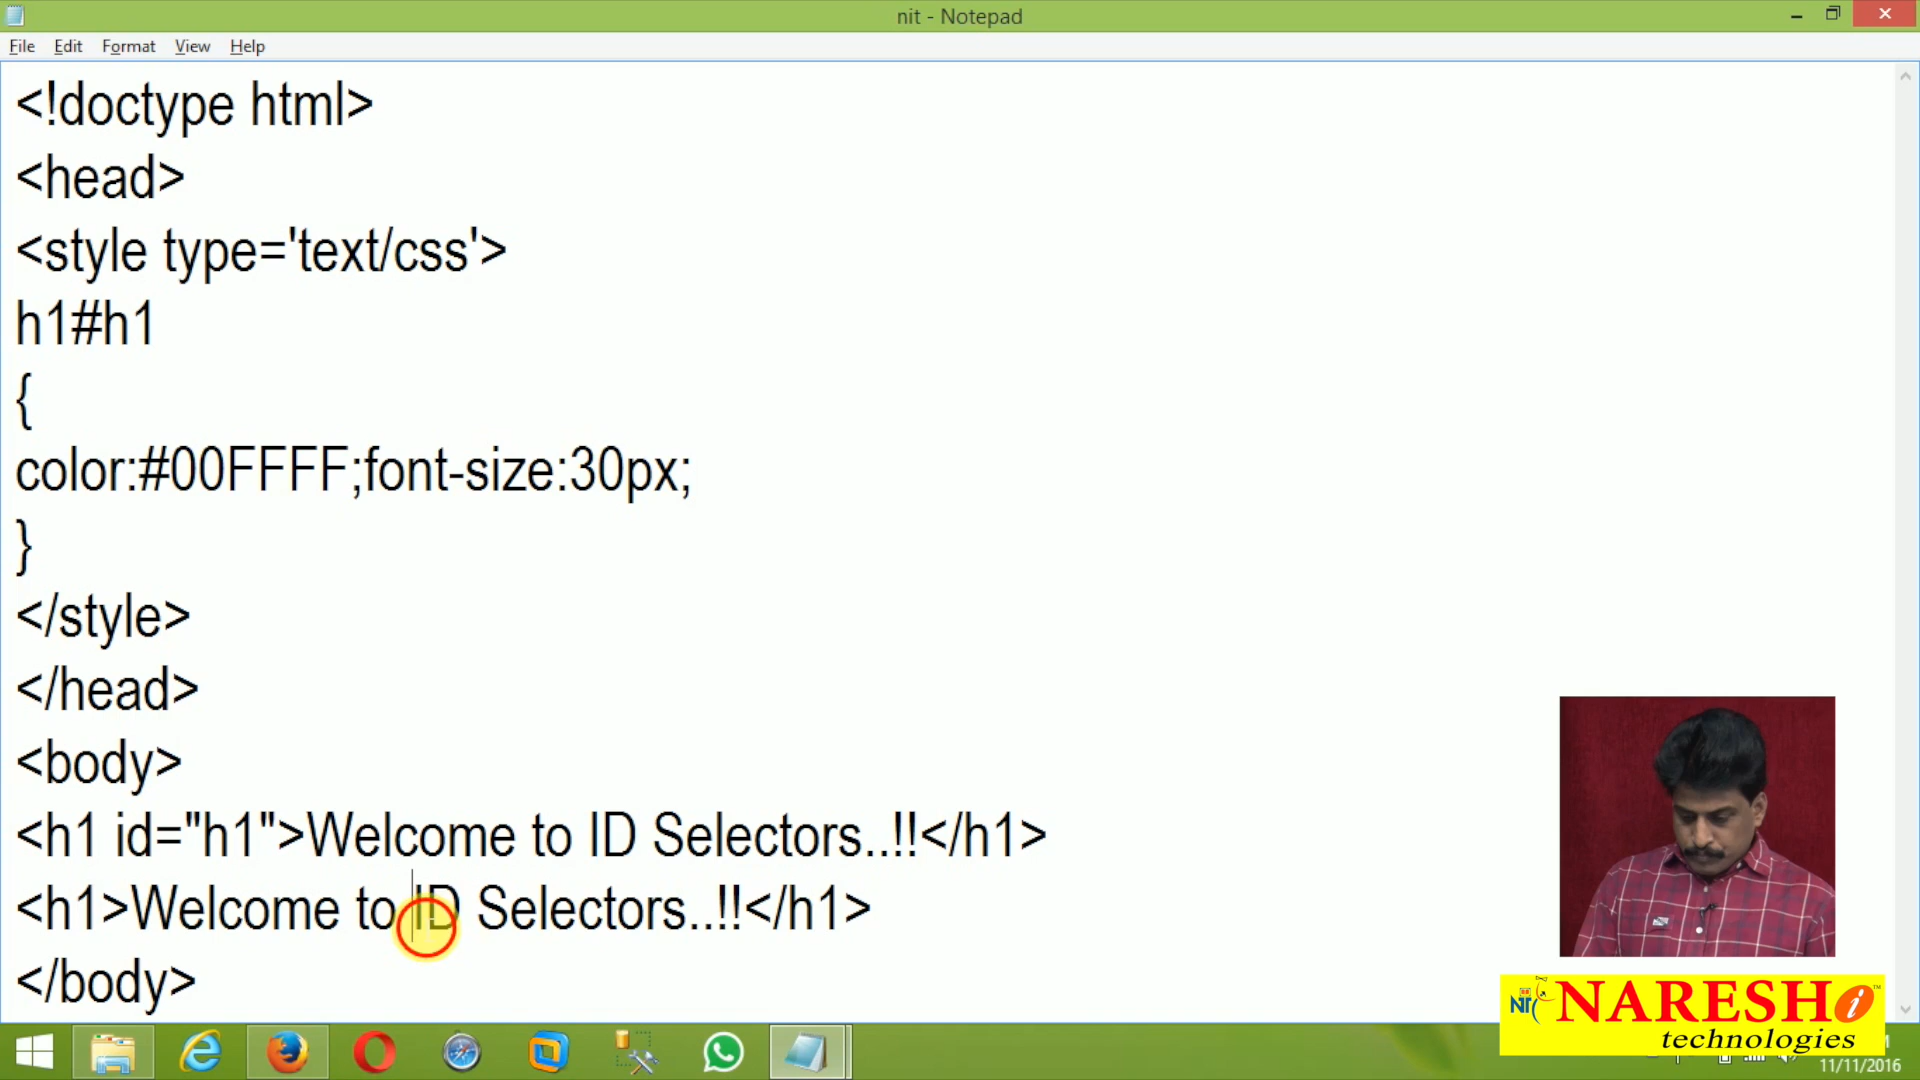 nit - Notepad
File Edit Format View Help
<!doctype html>
<head>
<style type='text/css'>
h1#h1
{
color:#00FFFF;font-size:30px;
}
</style>
</head>
<body>
<h1 id="h1">Welcome to ID Selectors..!!</h1>
<h1>Welcome to ID Selectors..!!</h1>
</body>
NARESH i
technologies
11/11/2016